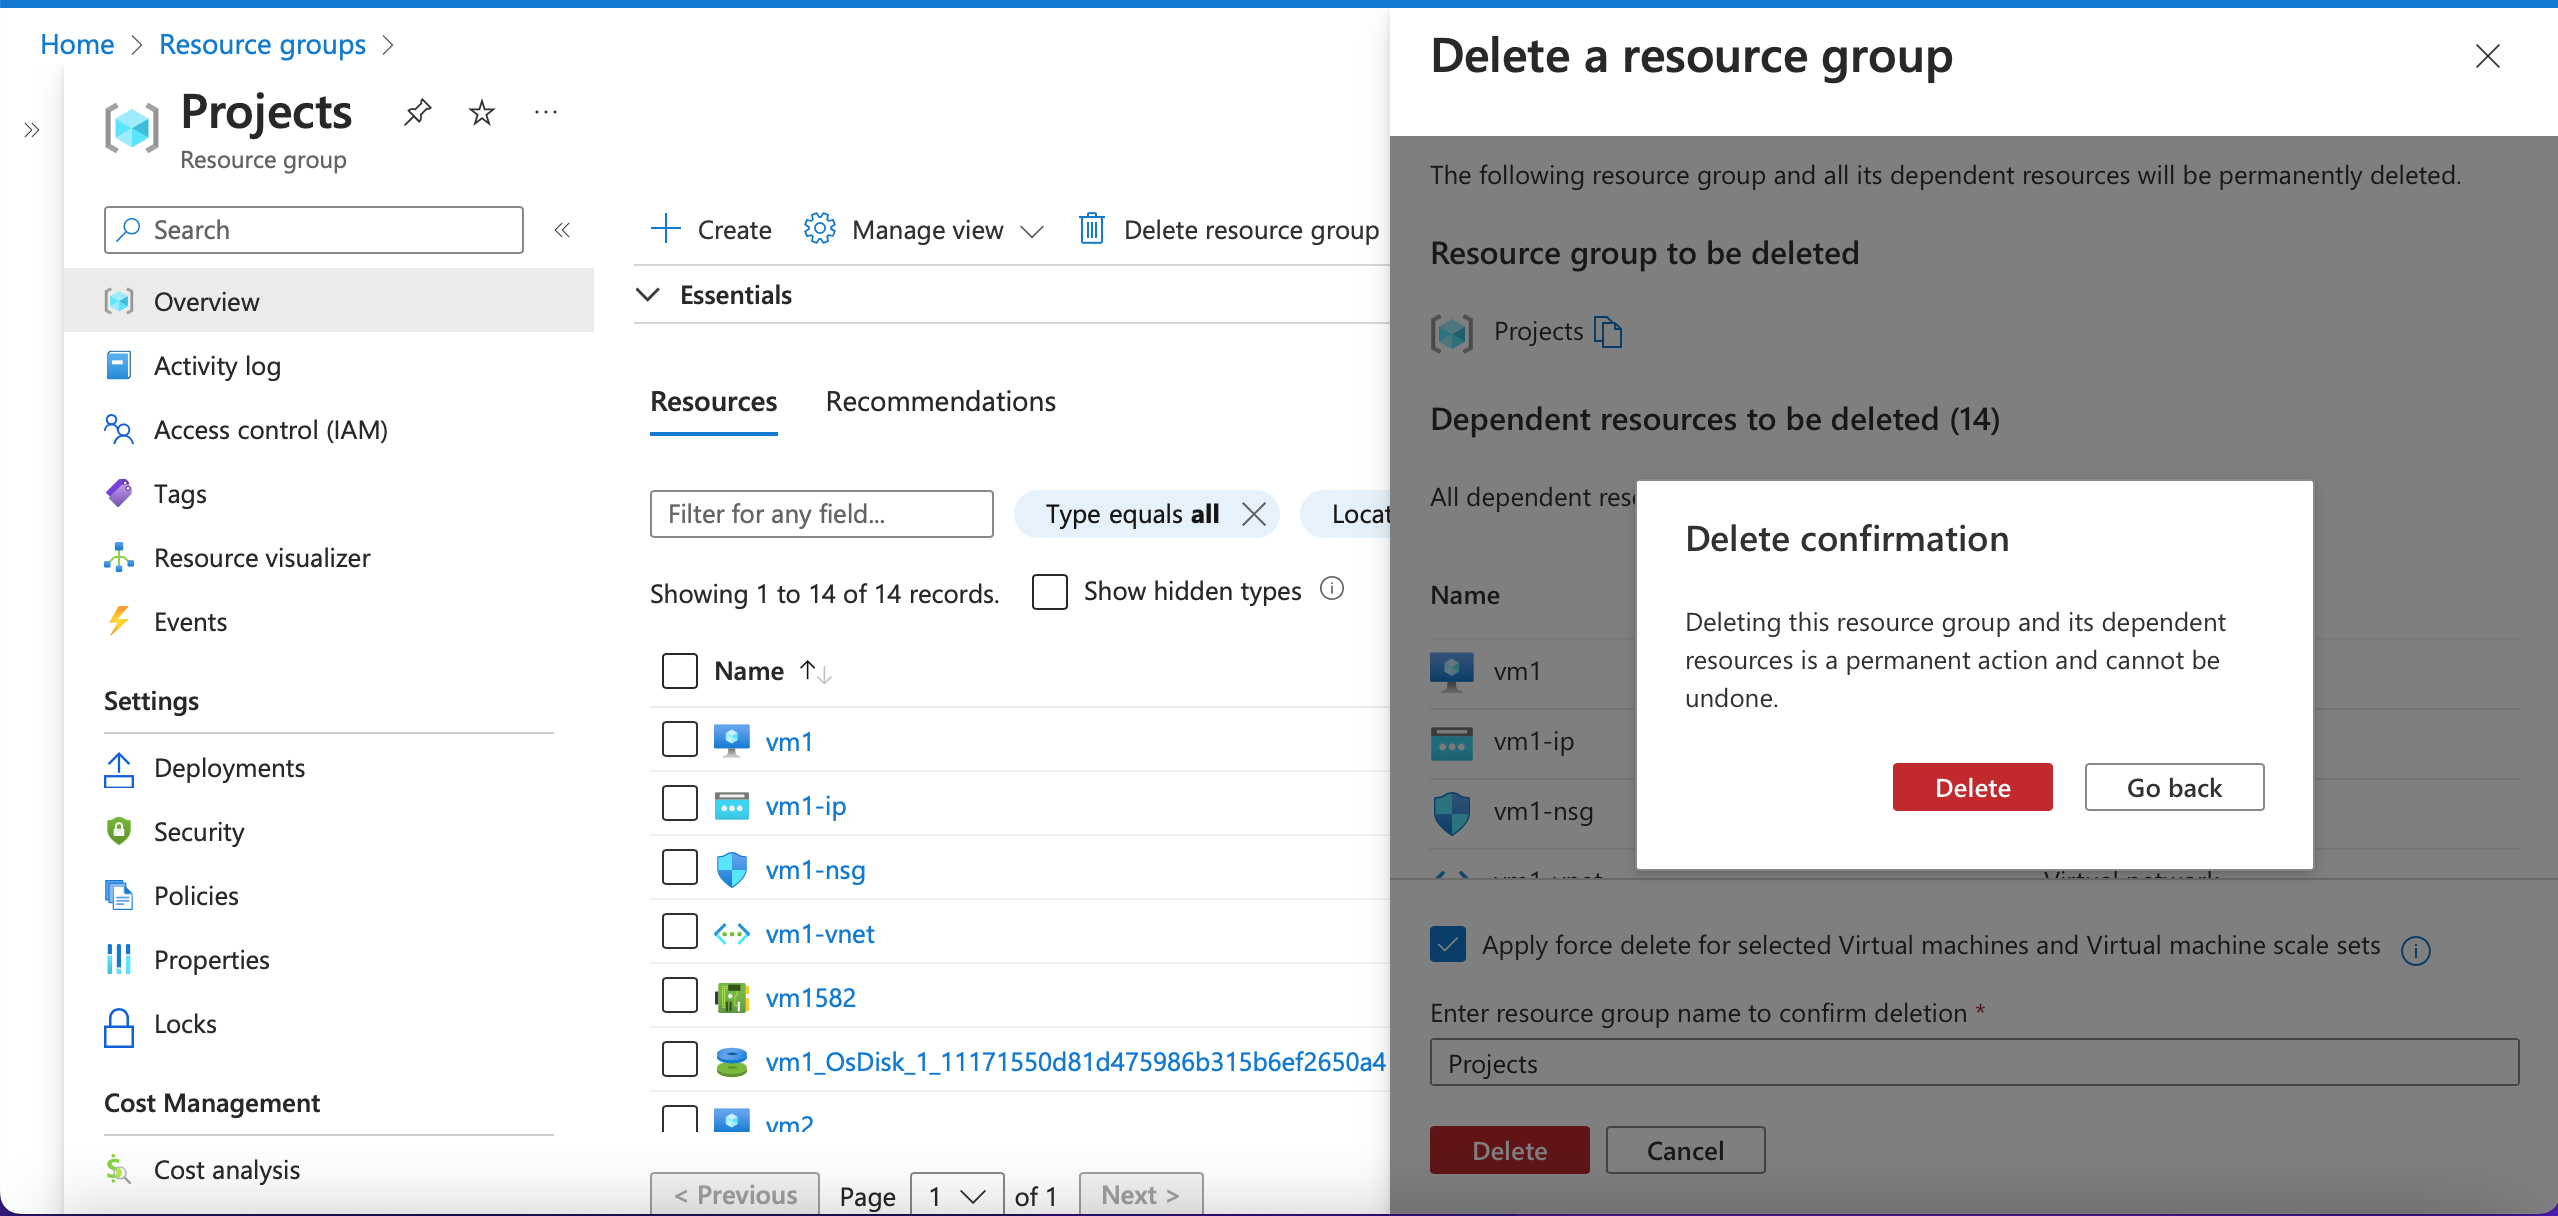 Home > Resource groups >
Projects
Resource group
Search
Overview
Activity log
Access control (IAM)
Tags
Resource visualizer
Events
Settings
Deployments
Security
Policies
Properties
Locks
Cost Management
Cost analysis
Create
Manage view
Delete resource group
Essentials
Resources
Recommendations
Filter for any field...
Type equals all
Locat
Showing 1 to 14 of 14 records.
Show hidden types
Name
vm1
vm1-ip
vm1-nsg
vm1-vnet
vm1582
vm1_OsDisk_1_11171550d81d475986b315b6ef2650a4
vm2
< Previous
Page
1
of 1
Next >
Delete a resource group
The following resource group and all its dependent resources will be permanently deleted.
Resource group to be deleted
Projects
Dependent resources to be deleted (14)
All dependent res
Name
vm1
vm1-ip
vm1-nsg
vm1-vnet
Virtual network
Delete confirmation
Deleting this resource group and its dependent
resources is a permanent action and cannot be
undone.
Delete
Go back
Apply force delete for selected Virtual machines and Virtual machine scale sets
Enter resource group name to confirm deletion *
Projects
Delete
Cancel